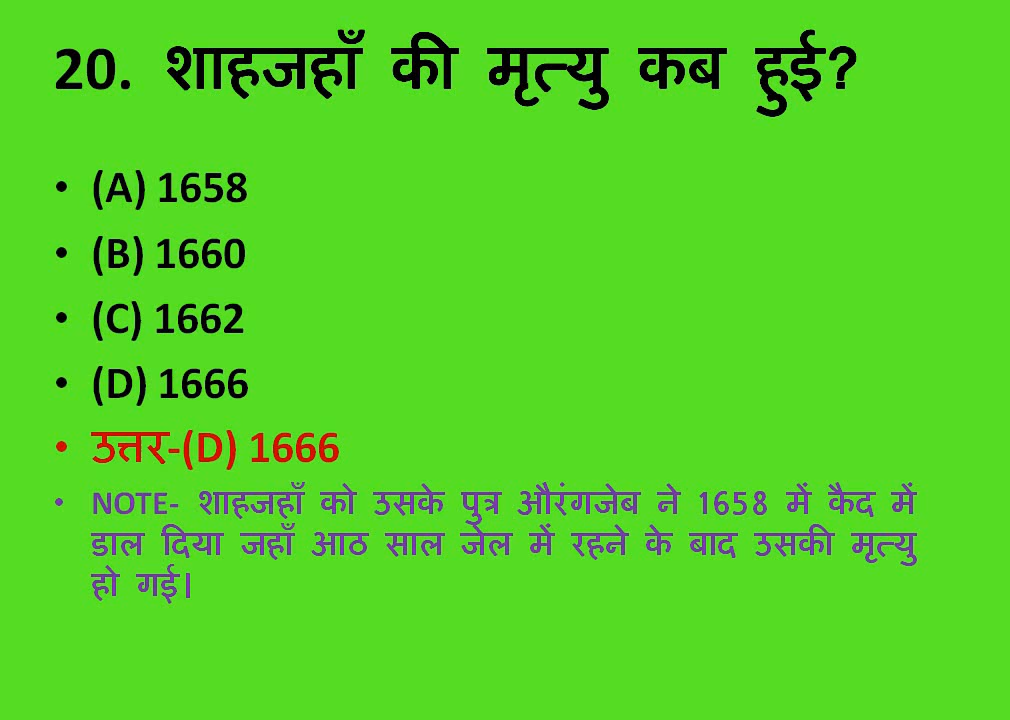 20. शाहजहाँ की मृत्यु कब हुई?
• (A) 1658
• (B) 1660
• (C) 1662
• (D) 1666
• उत्तर-(D) 1666
• NOTE- शाहजहाँ को उसके पुत्र औरंगजेब ने 1658 में कैद में
डाल दिया जहाँ आठ साल जेल में रहने के बाद उसकी मृत्यु
हो गई।